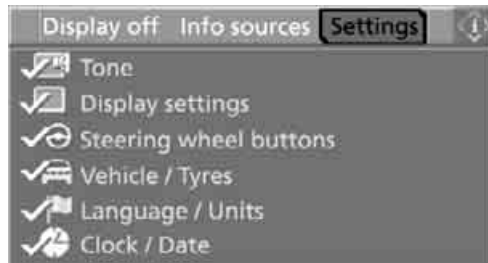 Display off Info sources Settings i
Tone
Display settings
Steering wheel buttons
Vehicle / Tyres
Language / Units
Clock / Date